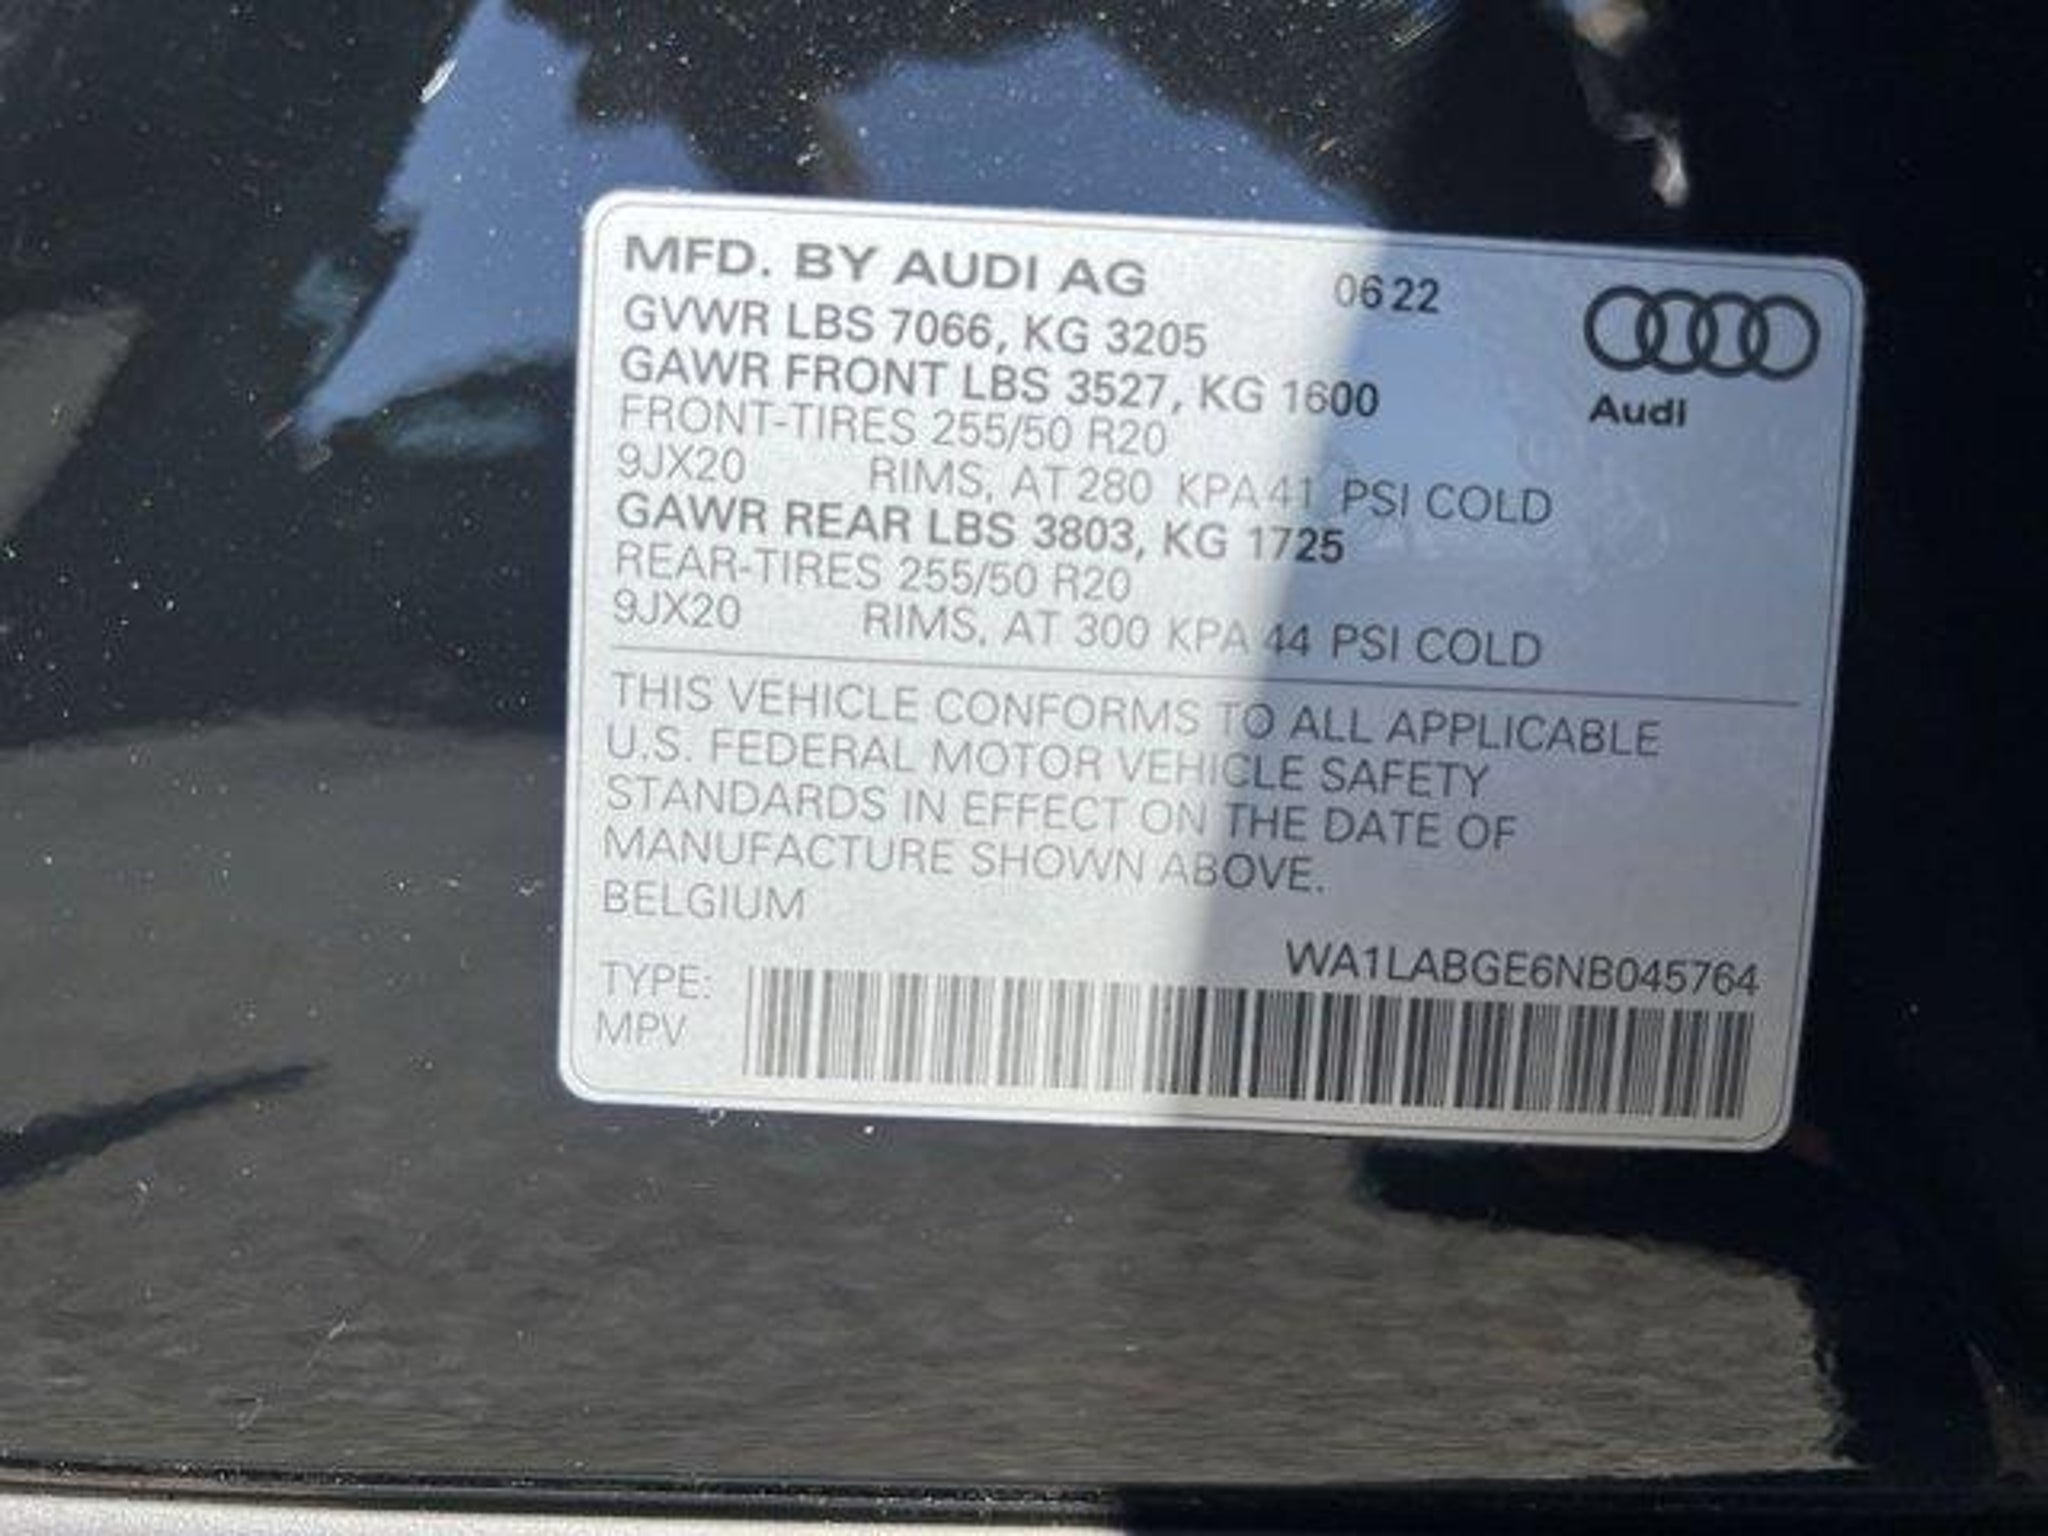 MFD. BY AUDI AG 0622
GVWR LBS 7066, KG 3205
GAWR FRONT LBS 3527, KG 1600
Audi
FRONT-TIRES 255/50 R20
9JX20 RIMS, AT 280 KPA 41 PSI COLD
GAWR REAR LBS 3803, KG 1725
REAR-TIRES 255/50 R20
9JX20 RIMS, AT 300 KPA 44 PSI COLD
THIS VEHICLE CONFORMS TO ALL APPLICABLE
U.S. FEDERAL MOTOR VEHICLE SAFETY
STANDARDS IN EFFECT ON THE DATE OF
MANUFACTURE SHOWN ABOVE.
BELGIUM
WA1LABGE6NB045764
TYPE:
MPV